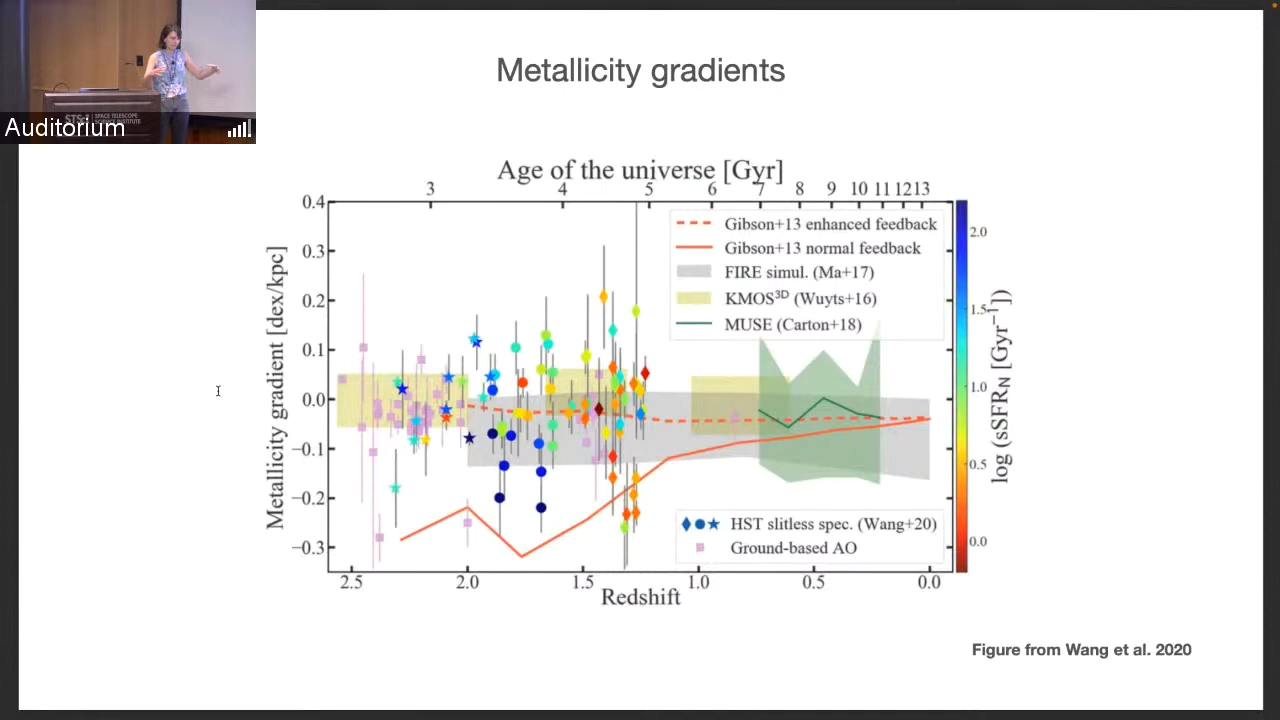 STScI SPACE TELESCOPE
SCIENCE INSTITUTE
Auditorium
Metallicity gradients
Age of the universe [Gyr]
3 4 5 6 7 8 9 10 11 12 13
0.4
0.3
0.2
0.1
0.0
−0.1
−0.2
−0.3
Metallicity gradient [dex/kpc]
Gibson+13 enhanced feedback
Gibson+13 normal feedback
FIRE simul. (Ma+17)
KMOS3D (Wuyts+16)
MUSE (Carton+18)
HST slitless spec. (Wang+20)
Ground-based AO
2.5 2.0 1.5 1.0 0.5 0.0
Redshift
2.0
1.5
1.0
0.5
0.0
log (sSFRN [Gyr−1])
Figure from Wang et al. 2020